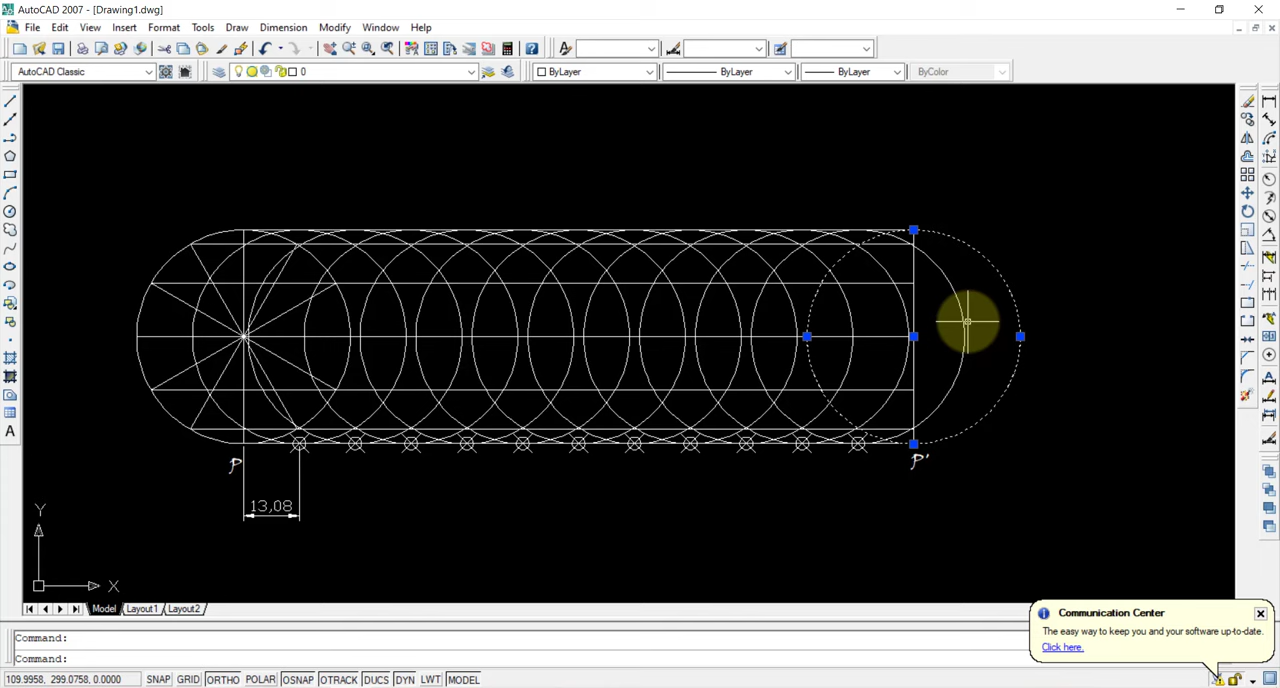 AutoCAD 2007 - [Drawing1.dwg]
File Edit View Insert Format Tools Draw Dimension Modify Window Help
AutoCAD Classic 0 ByLayer ByLayer ByLayer ByColor
P P'
13,08
Y
X
Model Layout1 Layout2
Communication Center
The easy way to keep you and your software up-to-date.
Click here.
Command:
Command:
109.9958, 299.0758, 0.0000 SNAP GRID ORTHO POLAR OSNAP OTRACK DUCS DYN LWT MODEL